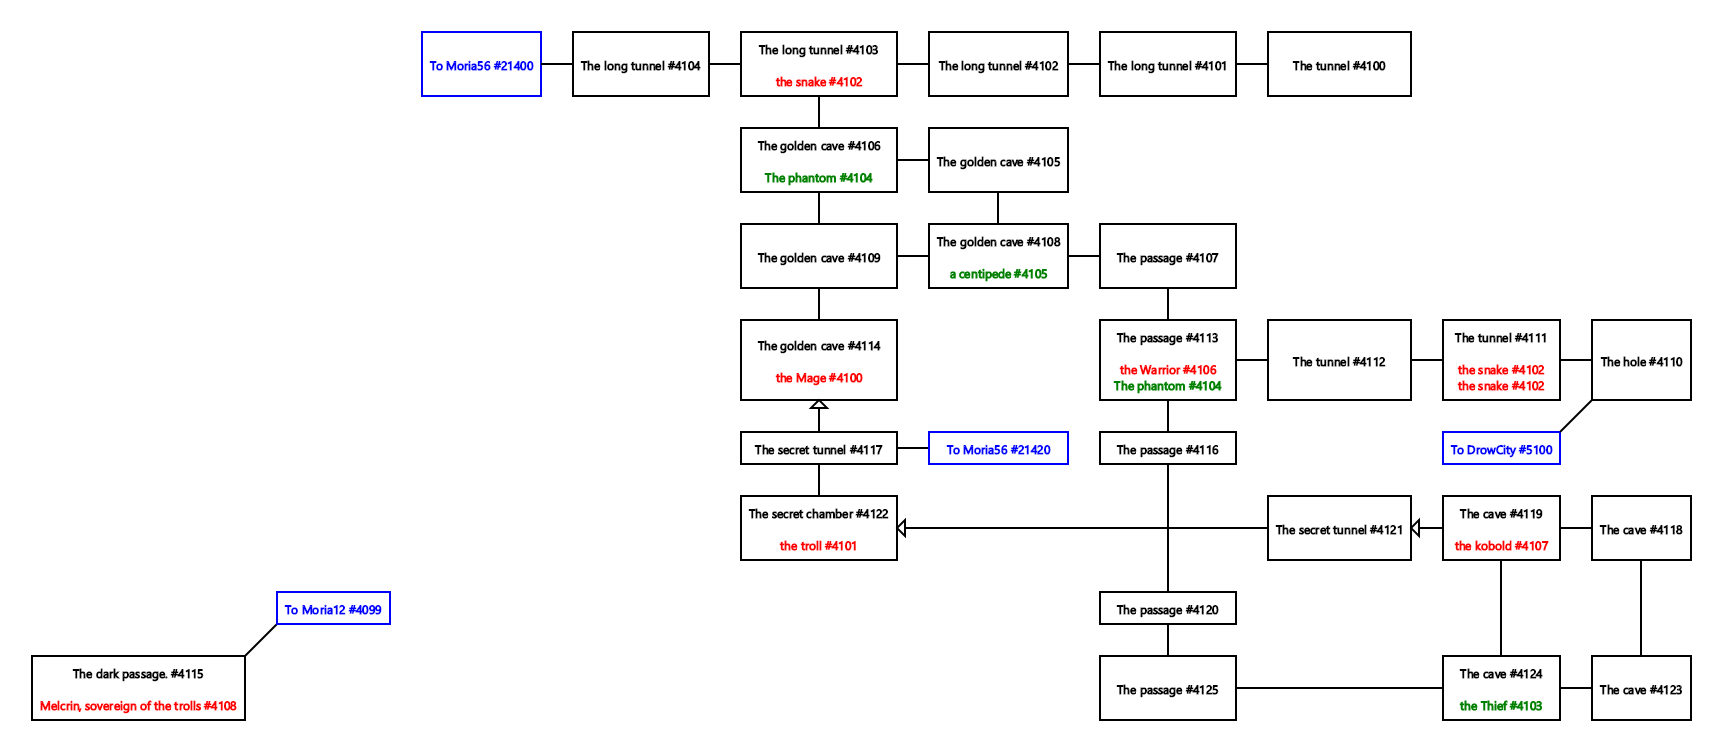 To Moria56 #21400
The long tunnel #4104
The long tunnel #4103
the snake #4102
The long tunnel #4102
The long tunnel #4101
The tunnel #4100
The golden cave #4106
The phantom #4104
The golden cave #4105
The golden cave #4109
The golden cave #4108
a centipede #4105
The passage #4107
The golden cave #4114
the Mage #4100
The passage #4113
the Warrior #4106
The phantom #4104
The tunnel #4112
The tunnel #4111
the snake #4102
the snake #4102
The hole #4110
The secret tunnel #4117
To Moria56 #21420
The passage #4116
To DrowCity #5100
The secret chamber #4122
the troll #4101
The secret tunnel #4121
The cave #4119
the kobold #4107
The cave #4118
To Moria12 #4099
The passage #4120
The dark passage. #4115
Melcrin, sovereign of the trolls #4108
The passage #4125
The cave #4124
the Thief #4103
The cave #4123